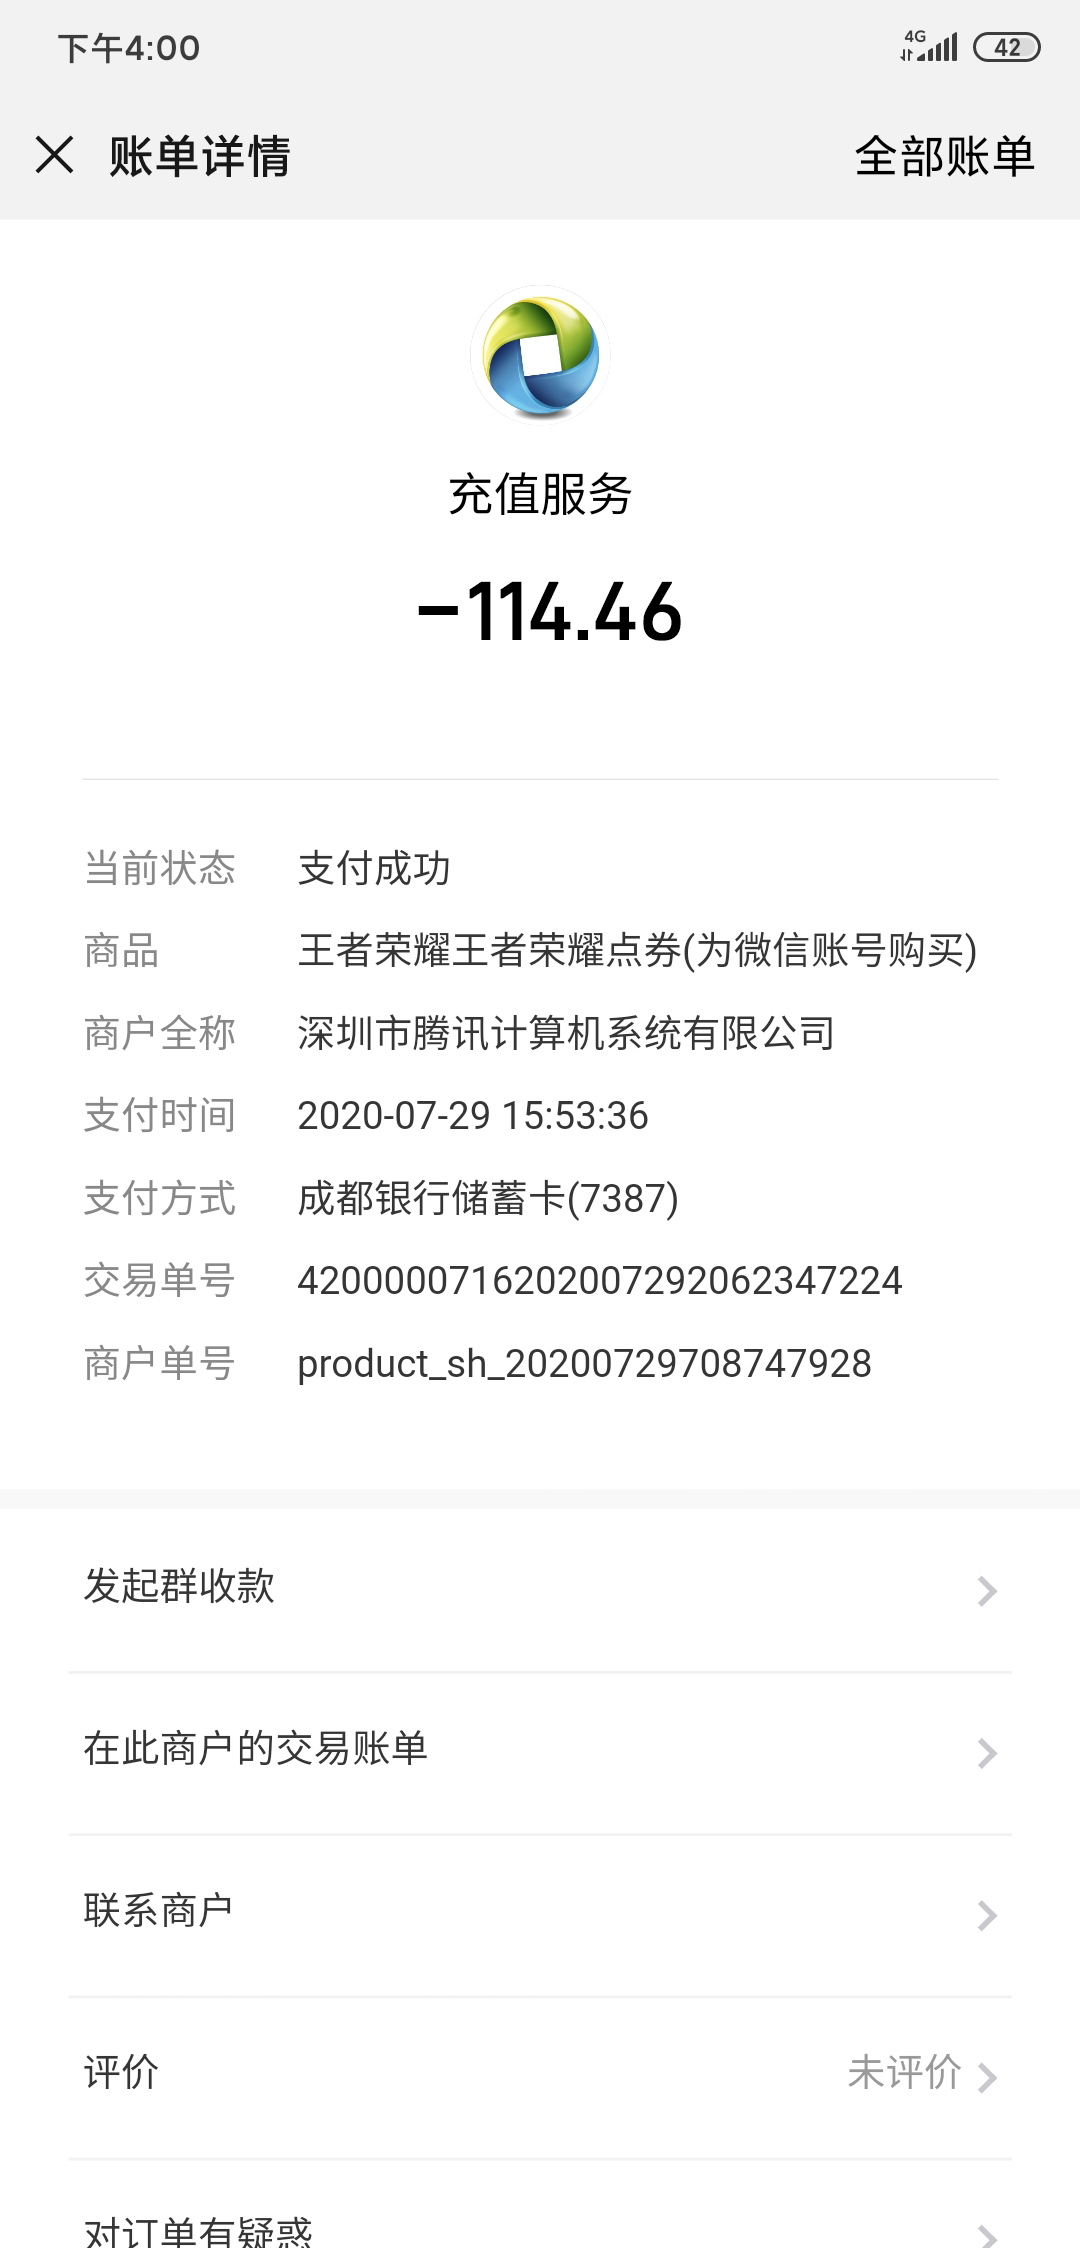 下午4:00
4G
42
账单详情
全部账单
充值服务
-114.46
当前状态 支付成功
商品 王者荣耀王者荣耀点券(为微信账号购买)
商户全称 深圳市腾讯计算机系统有限公司
支付时间 2020-07-29 15:53:36
支付方式 成都银行储蓄卡(7387)
交易单号 4200000716202007292062347224
商户单号 product_sh_20200729708747928
发起群收款
在此商户的交易账单
联系商户
评价 未评价
对订单有疑惑